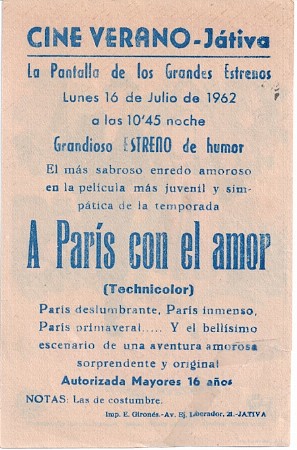 CINE VERANO-Játiva
La Pantalla de los Grandes Estrenos
Lunes 16 de Julio de 1962
a las 10'45 noche
Grandioso ESTRENO de humor
El más sabroso enredo amoroso
en la película más juvenil y sim-
pática de la temporada
A París con el amor
(Technicolor)
París deslumbrante, París inmenso,
París primaveral..... Y el bellísimo
escenario de una aventura amorosa
sorprendente y original
Autorizada Mayores 16 años
NOTAS: Las de costumbre.
Imp. E. Gironés.-Av. Ej. Liberador, 21.-JATIVA